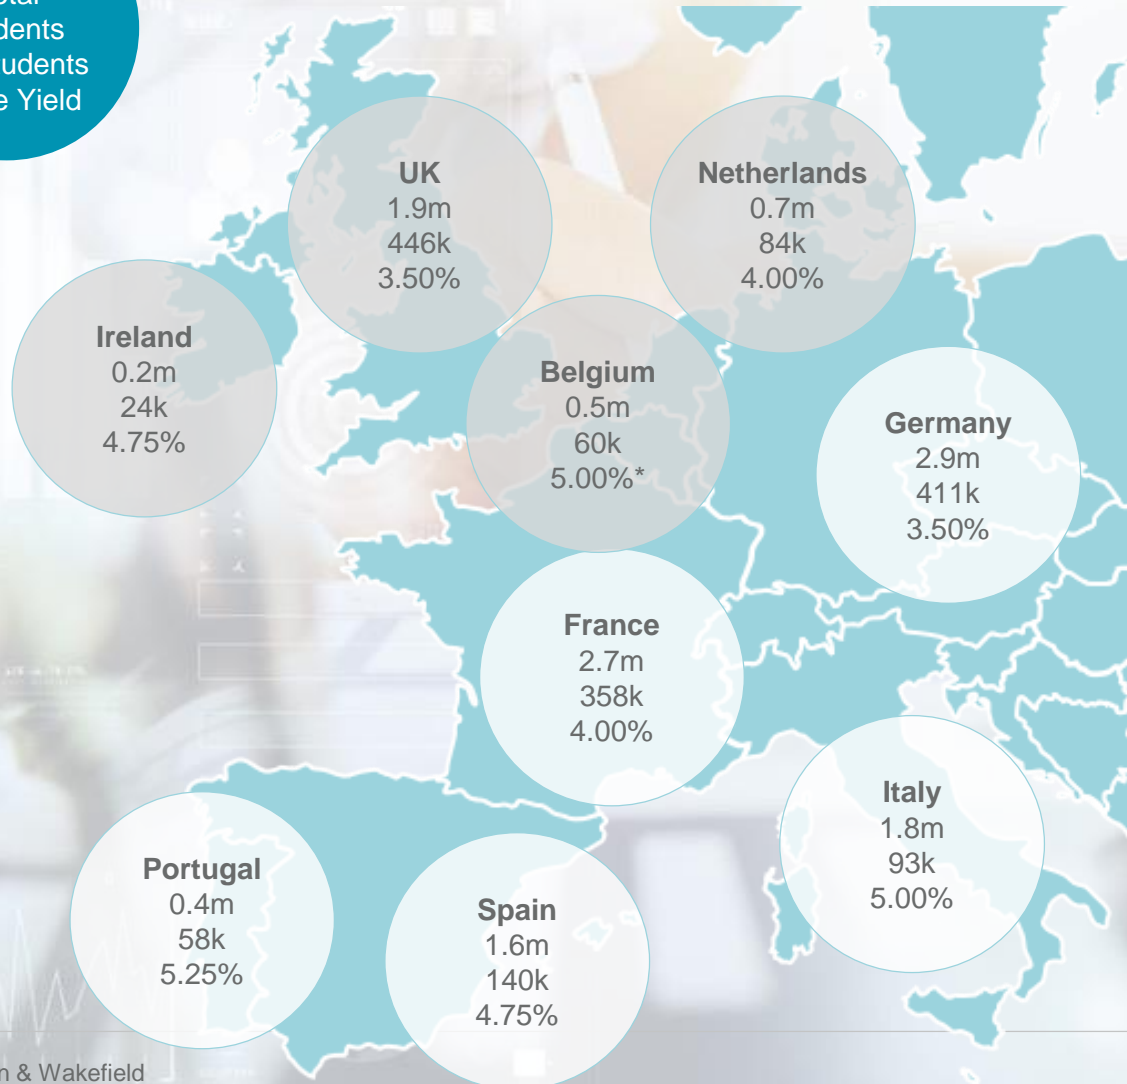 dents
udents
Yield
UK
1.9m
446k
3.50%
Netherlands
0.7m
84k
4.00%
Ireland
0.2m
24k
4.75%
Belgium
0.5m
60k
5.00%*
Germany
2.9m
411k
3.50%
France
2.7m
358k
4.00%
Italy
1.8m
93k
5.00%
Portugal
0.4m
58k
5.25%
Spain
1.6m
140k
4.75%
n & Wakefield